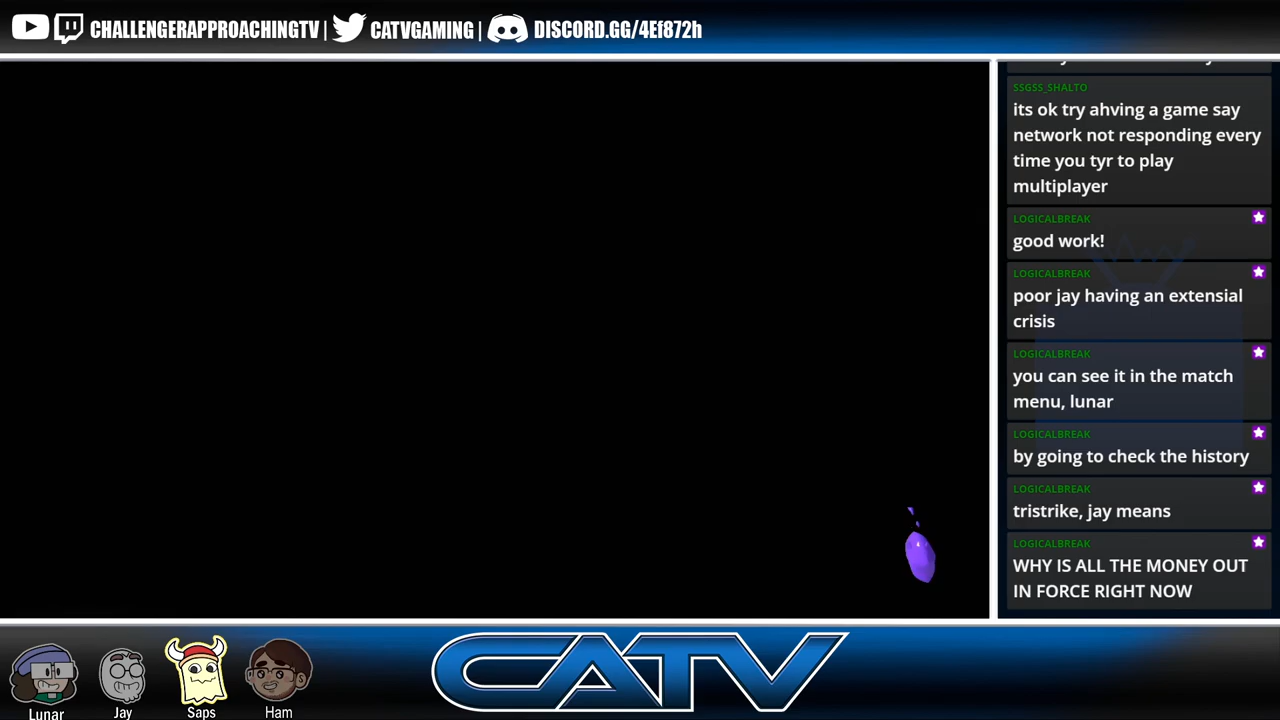 CHALLENGERAPPROACHINGTV | CATVGAMING | DISCORD.GG/4Ef872h
SSGSS_SHALTO
its ok try ahving a game say
network not responding every
time you tyr to play
multiplayer
LOGICALBREAK
good work!
LOGICALBREAK
poor jay having an extensial
crisis
LOGICALBREAK
you can see it in the match
menu, lunar
LOGICALBREAK
by going to check the history
LOGICALBREAK
tristrike, jay means
LOGICALBREAK
WHY IS ALL THE MONEY OUT
IN FORCE RIGHT NOW
CATV
Lunar
Jay
Saps
Ham